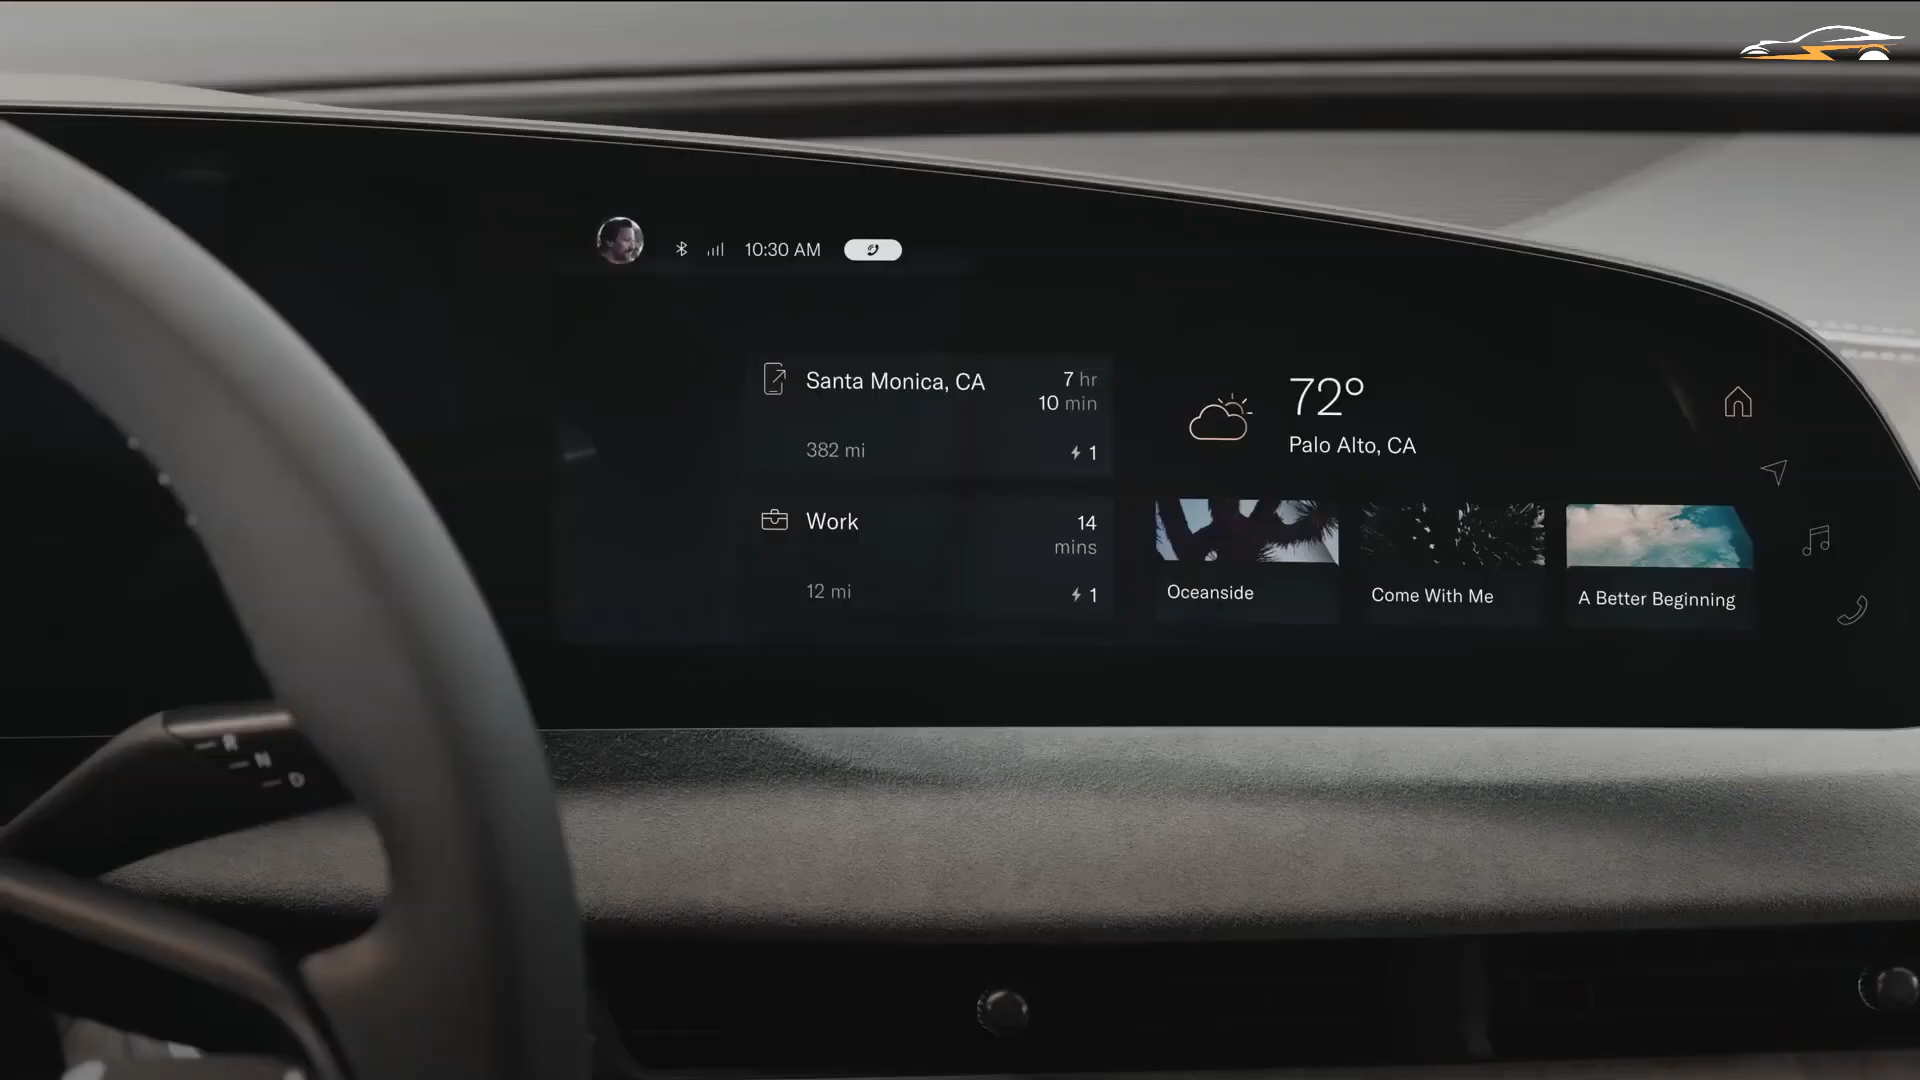 10:30 AM
Santa Monica, CA
7 hr
10 min
382 mi
1
72°
Palo Alto, CA
Work
14
mins
12 mi
1
Oceanside
Come With Me
A Better Beginning
R
N
D